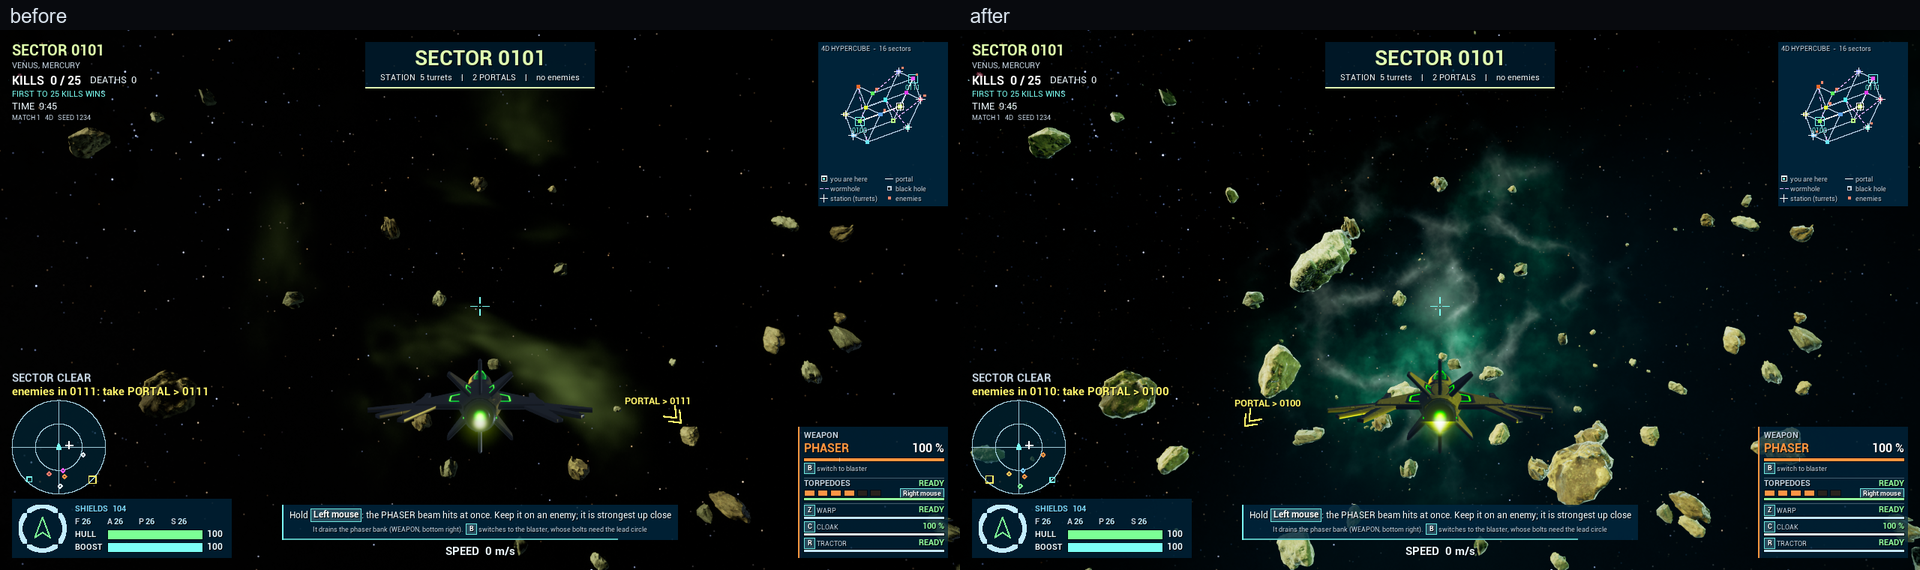 before
SECTOR 0101
VENUS, MERCURY
KILLS 0 / 25 DEATHS 0
FIRST TO 25 KILLS WINS
TIME 9:45
MATCH 1 4D SEED 1234
SECTOR 0101
STATION 5 turrets | 2 PORTALS | no enemies
4D HYPERCUBE - 16 sectors
you are here
portal
wormhole
black hole
station (turrets)
enemies
SECTOR CLEAR
enemies in 0111: take PORTAL > 0111
PORTAL > 0111
SHIELDS 104
F 26 A 26 P 26 S 26
HULL 100
BOOST 100
Hold Left mouse: the PHASER beam hits at once. Keep it on an enemy; it is strongest up close
It drains the phaser bank (WEAPON, bottom right). B switches to the blaster, whose bolts need the lead circle
SPEED 0 m/s
WEAPON
PHASER 100 %
B switch to blaster
TORPEDOES READY
Right mouse
Z WARP READY
C CLOAK 100 %
R TRACTOR READY
after
SECTOR 0101
VENUS, MERCURY
KILLS 0 / 25 DEATHS 0
FIRST TO 25 KILLS WINS
TIME 9:45
MATCH 1 4D SEED 1234
SECTOR 0101
STATION 5 turrets | 2 PORTALS | no enemies
4D HYPERCUBE - 16 sectors
you are here
portal
wormhole
black hole
station (turrets)
enemies
SECTOR CLEAR
enemies in 0110: take PORTAL > 0100
PORTAL > 0100
SHIELDS 104
F 26 A 26 P 26 S 26
HULL 100
BOOST 100
Hold Left mouse: the PHASER beam hits at once. Keep it on an enemy; it is strongest up close
It drains the phaser bank (WEAPON, bottom right). B switches to the blaster, whose bolts need the lead circle
SPEED 0 m/s
WEAPON
PHASER 100 %
B switch to blaster
TORPEDOES READY
Right mouse
Z WARP READY
C CLOAK 100 %
R TRACTOR READY